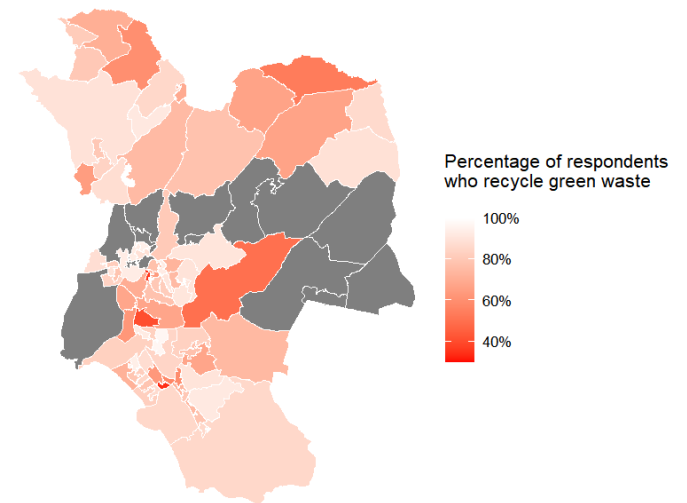 Percentage of respondents
who recycle green waste
100%
80%
60%
40%